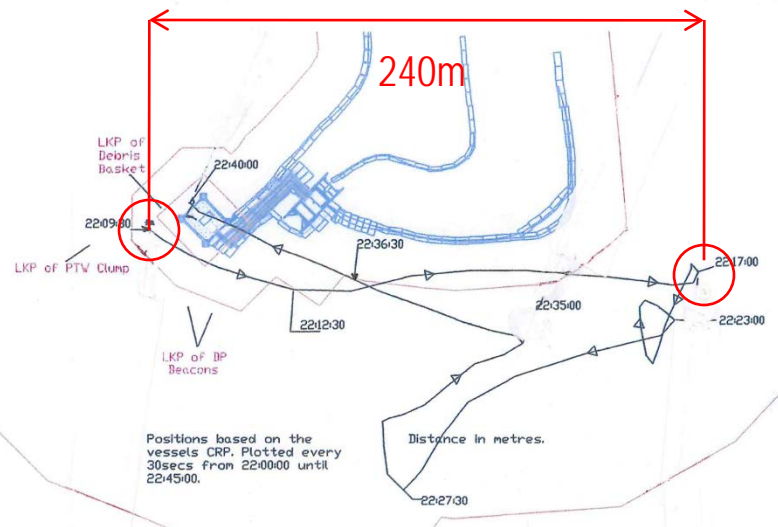 240m
LKP of
Debris
Basket
22:40:00
22:09:30
22:36:30
LKP of PTW Clump
22:17:00
22:35:00
22:12:30
22:23:00
LKP of DP
Beacons
Positions based on the
vessels CRP. Plotted every
30secs from 22:00:00 until
22:45:00.
Distance in metres.
22:27:30